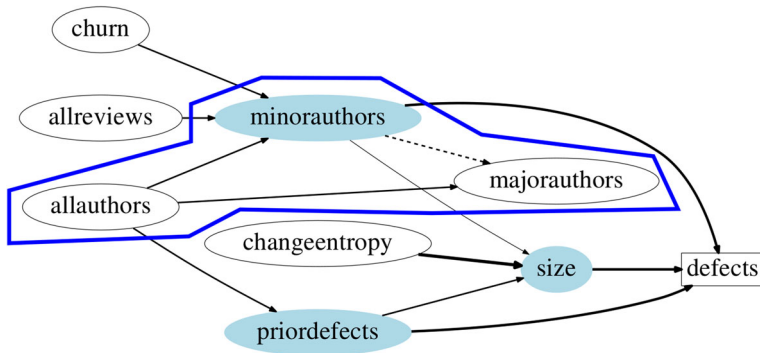 churn
allreviews
minorauthors
majorauthors
allauthors
changeentropy
size
defects
priordefects